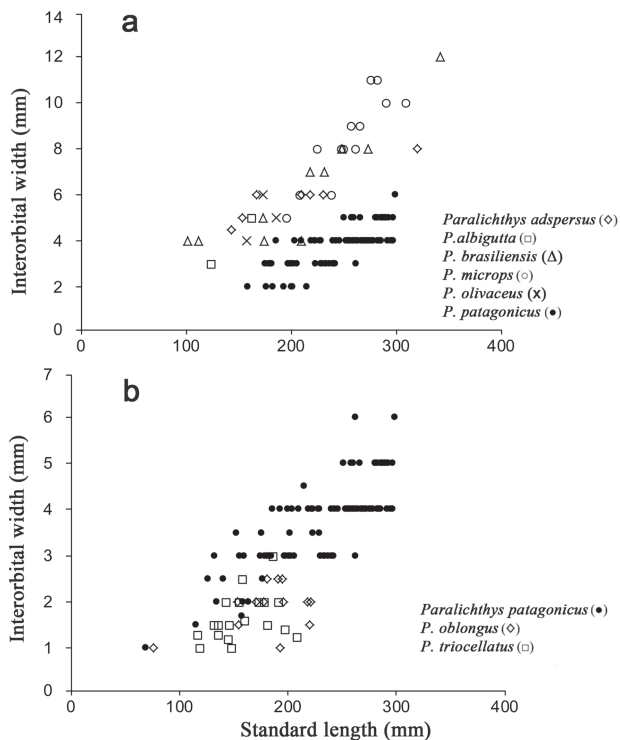 a
Interorbital width (mm)
14
12
10
8
6
4
2
0
0
100
200
300
400
Paralichthys adspersus (◇)
P.albigutta (□)
P. brasiliensis (△)
P. microps (○)
P. olivaceus (x)
P. patagonicus (●)
b
Interorbital width (mm)
7
6
5
4
3
2
1
0
0
100
200
300
400
Paralichthys patagonicus (●)
P. oblongus (◇)
P. triocellatus (□)
Standard length (mm)